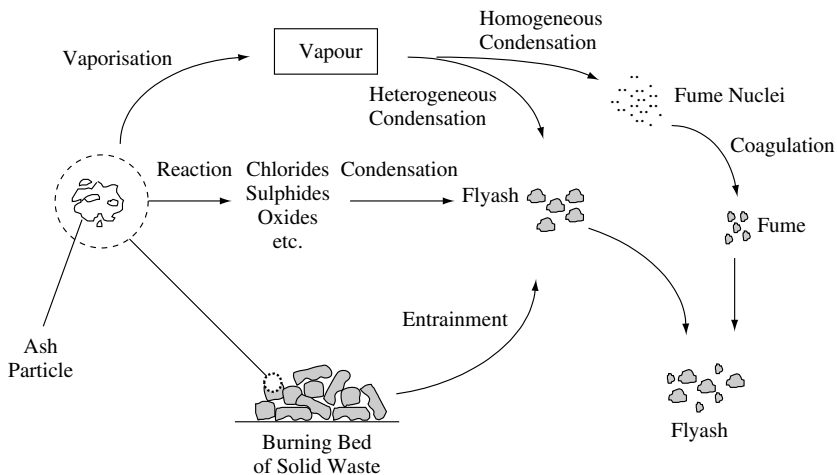 Homogeneous
Condensation
Vaporisation
Vapour
Heterogeneous
Condensation
Fume Nuclei
Coagulation
Reaction
Chlorides
Sulphides
Oxides
etc.
Condensation
Flyash
Fume
Entrainment
Ash
Particle
Burning Bed
of Solid Waste
Flyash